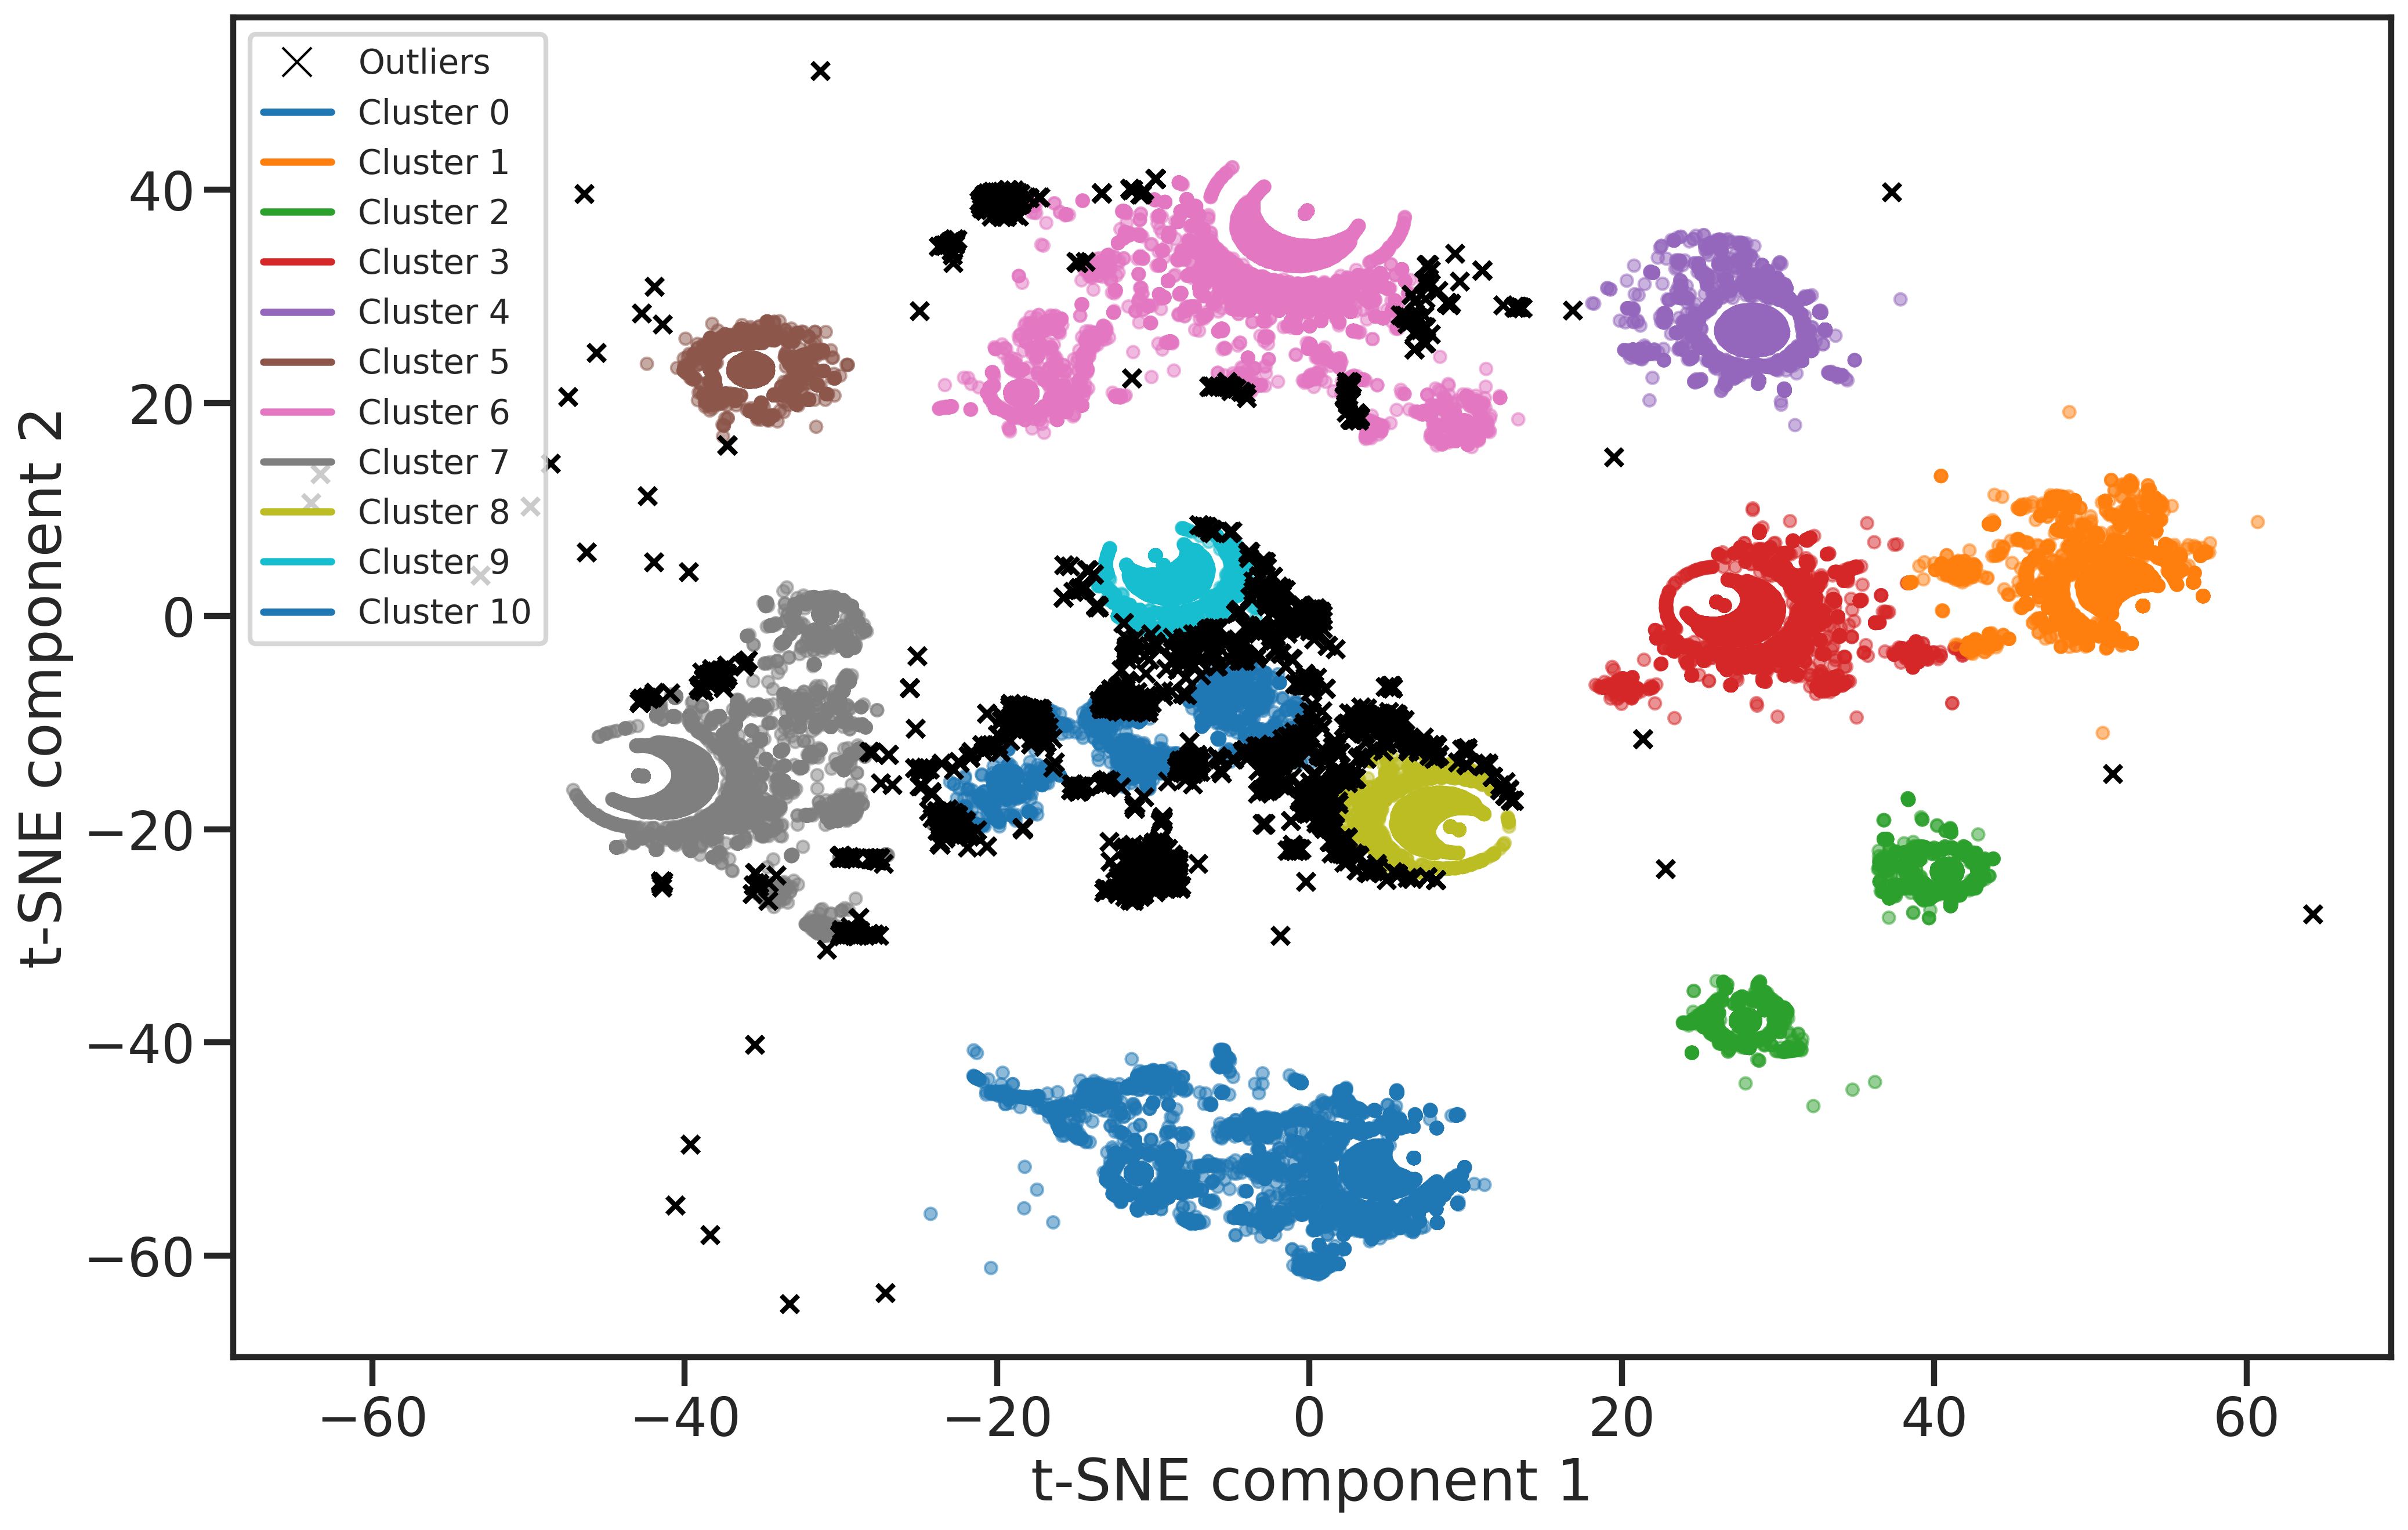 Outliers
Cluster 0
Cluster 1
Cluster 2
Cluster 3
Cluster 4
Cluster 5
Cluster 6
Cluster 7
Cluster 8
Cluster 9
Cluster 10
40
20
0
−20
−40
−60
t-SNE component 2
−60 −40 −20 0 20 40 60
t-SNE component 1